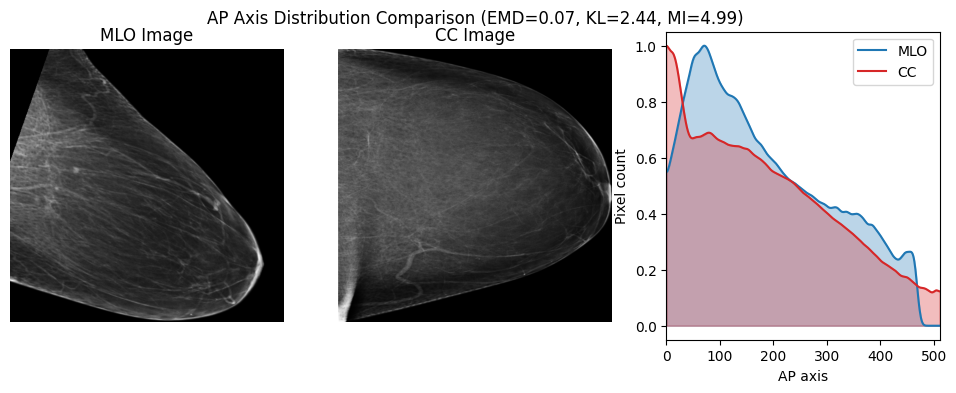 AP Axis Distribution Comparison (EMD=0.07, KL=2.44, MI=4.99)
MLO Image
CC Image
MLO
CC
1.0
0.8
0.6
0.4
0.2
0.0
Pixel count
0 100 200 300 400 500
AP axis